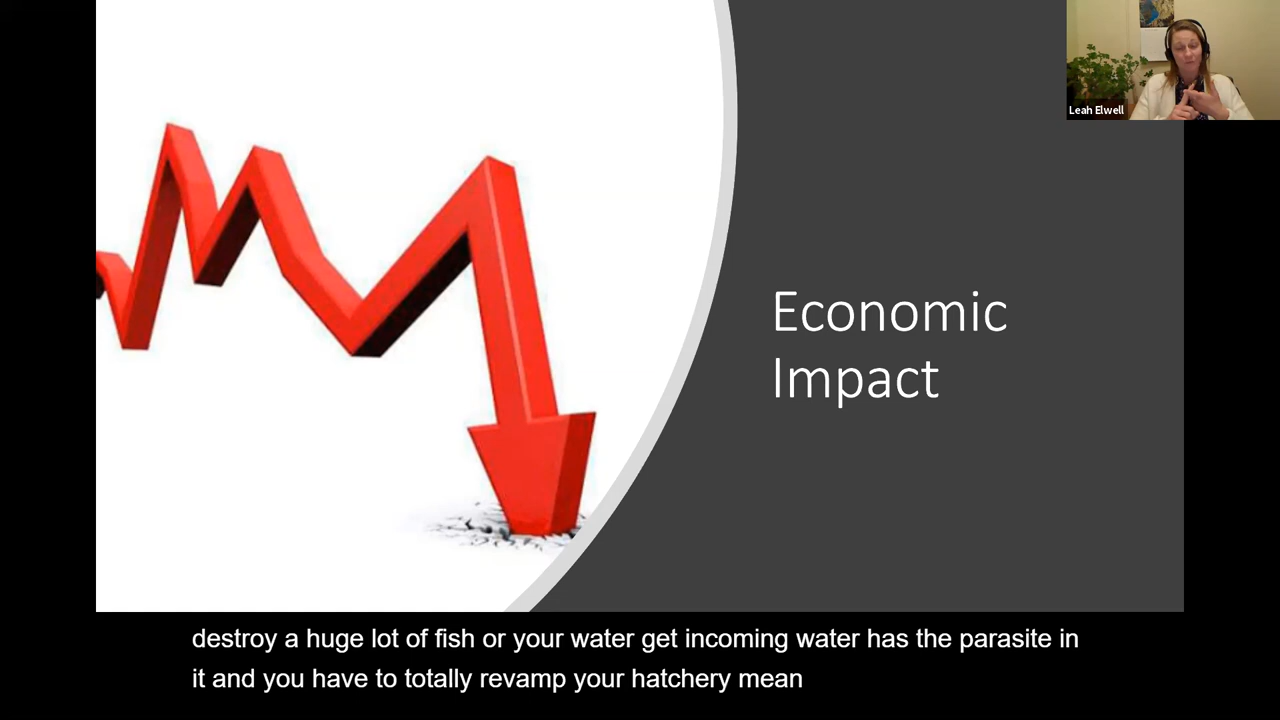 Leah Elwell
Economic
Impact
destroy a huge lot of fish or your water get incoming water has the parasite in
it and you have to totally revamp your hatchery mean